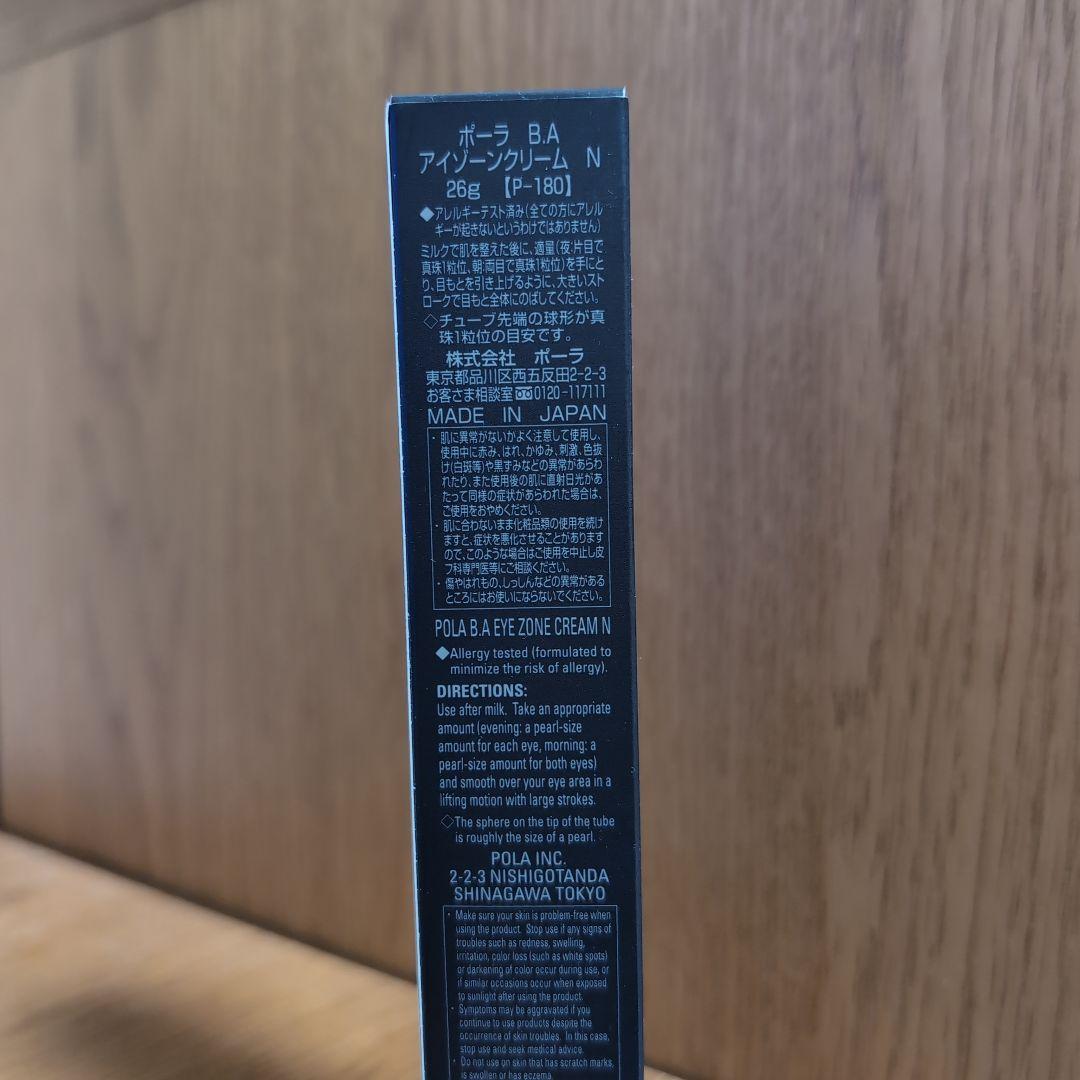 ポーラ B.A
アイゾーンクリーム N
26g 【P-180】
◆アレルギーテスト済み(全ての方にアレル
ギーが起きないというわけではありません)
ミルクで肌を整えた後に、適量(夜:片目で
真珠1粒位、朝:両目で真珠1粒位)を手にと
り、目もとを引き上げるように、大きいスト
ロークで目もと全体にのばしてください。
◇チューブ先端の球形が真
珠1粒位の目安です。
株式会社 ポーラ
東京都品川区西五反田2-2-3
お客さま相談室 0120-117111
MADE IN JAPAN
・肌に異常がないかよく注意して使用し、
使用中に赤み、はれ、かゆみ、刺激、色抜
け(白斑等)や黒ずみなどの異常があらわ
れたり、また使用後の肌に直射日光があ
たって同様の症状があらわれた場合は、
ご使用をおやめください。
・肌に合わないまま化粧品類の使用を続け
ますと、症状を悪化させることがあります
ので、このような場合はご使用を中止し皮
フ科専門医等にご相談ください。
・傷やはれもの、しっしんなどの異常がある
ところにはお使いにならないでください。
POLA B.A EYE ZONE CREAM N
◆Allergy tested (formulated to
minimize the risk of allergy).
DIRECTIONS:
Use after milk. Take an appropriate
amount (evening: a pearl-size
amount for each eye, morning: a
pearl-size amount for both eyes)
and smooth over your eye area in a
lifting motion with large strokes.
◇The sphere on the tip of the tube
is roughly the size of a pearl.
POLA INC.
2-2-3 NISHIGOTANDA
SHINAGAWA TOKYO
・Make sure your skin is problem-free when
using the product. Stop use if any signs of
troubles such as redness, swelling,
irritation, color loss (such as white spots)
or darkening of color occur during use, or
if similar occasions occur when exposed
to sunlight after using the product.
・Symptoms may be aggravated if you
continue to use products despite the
occurrence of skin troubles. In this case,
stop use and seek medical advice.
・Do not use on skin that has scratch marks,
is swollen or has eczema.